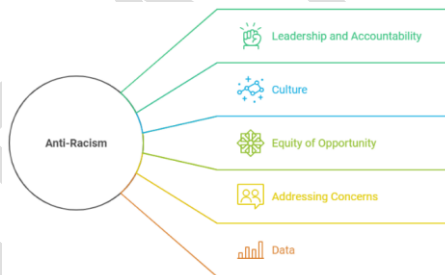 Leadership and Accountability
Culture
Anti-Racism
Equity of Opportunity
Addressing Concerns
Data